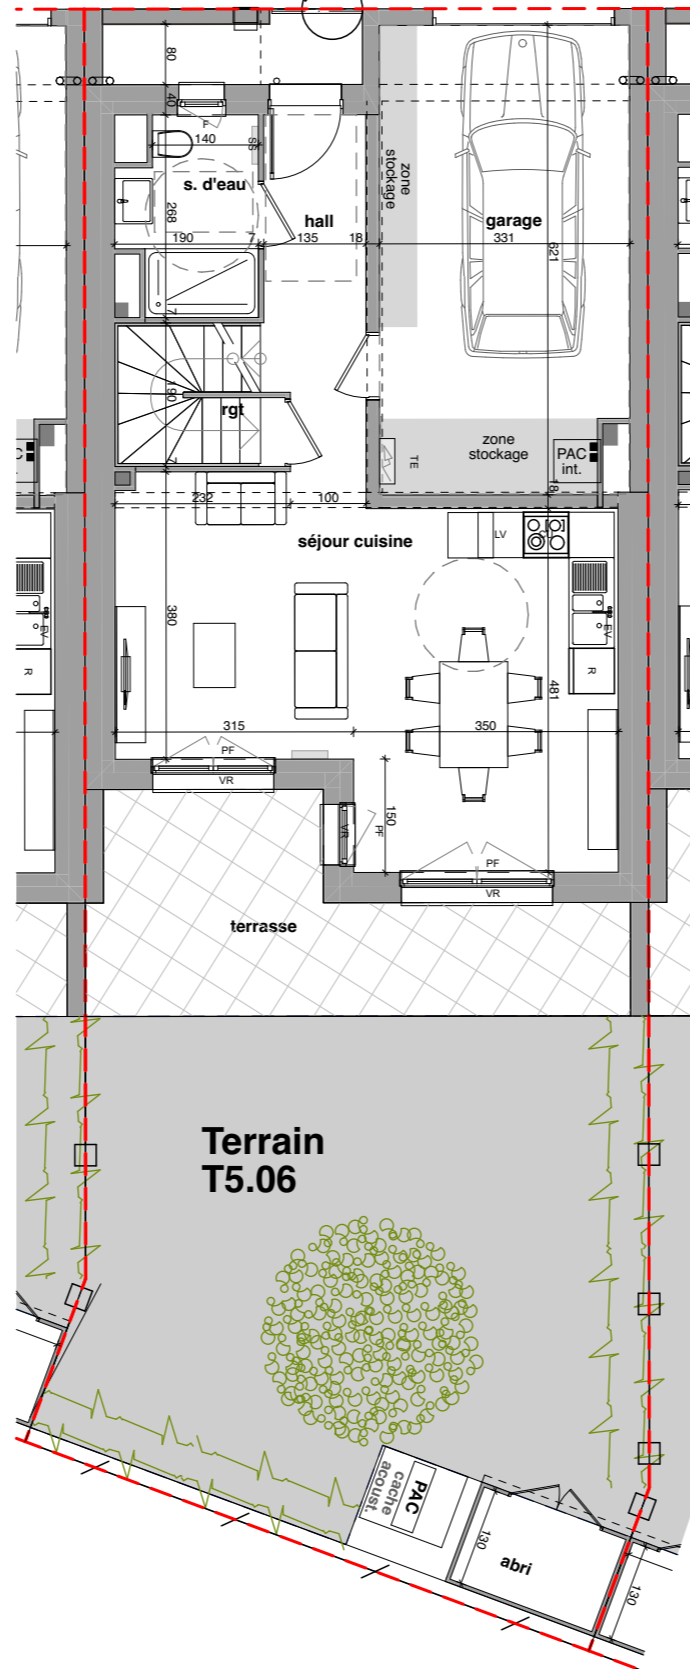 80
40
F
140
SS
s. d'eau
268
190
7
135
18
hall
zone
stockage
garage
331
621
7
190
rgt
7
TE
zone
stockage
PAC
int.
C
18
232
100
séjour cuisine
LV
EV
R
EV
R
380
481
315
350
PF
VR
150
VR
PF
PF
VR
terrasse
Terrain
T5.06
PAC
cache
acoust.
130
abri
130